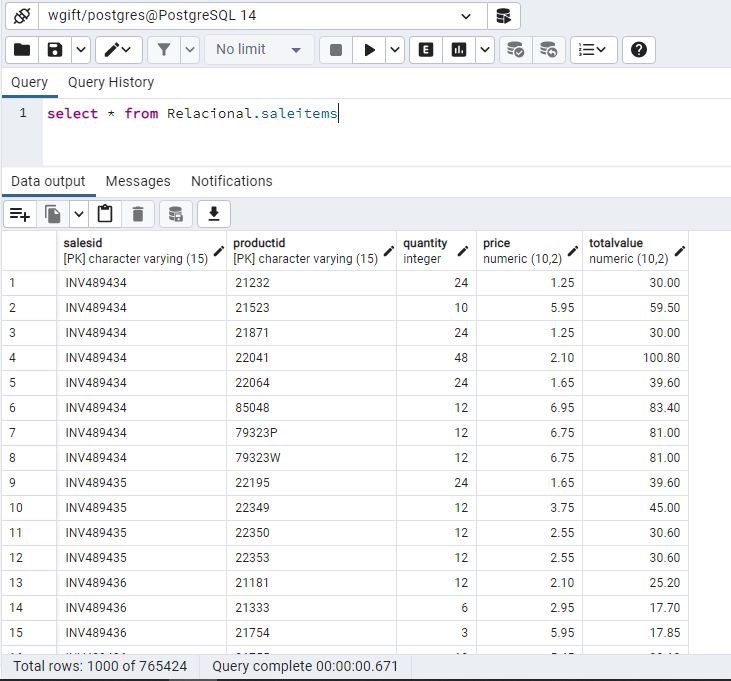 wgift/postgres@PostgreSQL 14
No limit
E
Query Query History
1 select * from Relacional.saleitems
Data output Messages Notifications
salesid productid quantity price totalvalue
[PK] character varying (15) [PK] character varying (15) integer numeric (10,2) numeric (10,2)
1 INV489434 21232 24 1.25 30.00
2 INV489434 21523 10 5.95 59.50
3 INV489434 21871 24 1.25 30.00
4 INV489434 22041 48 2.10 100.80
5 INV489434 22064 24 1.65 39.60
6 INV489434 85048 12 6.95 83.40
7 INV489434 79323P 12 6.75 81.00
8 INV489434 79323W 12 6.75 81.00
9 INV489435 22195 24 1.65 39.60
10 INV489435 22349 12 3.75 45.00
11 INV489435 22350 12 2.55 30.60
12 INV489435 22353 12 2.55 30.60
13 INV489436 21181 12 2.10 25.20
14 INV489436 21333 6 2.95 17.70
15 INV489436 21754 3 5.95 17.85
Total rows: 1000 of 765424 Query complete 00:00:00.671